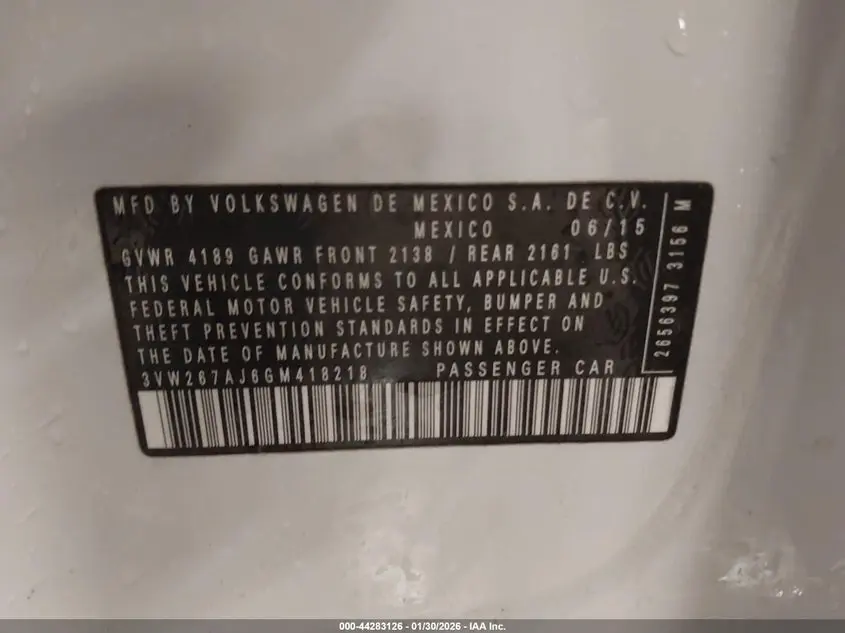 MFD BY VOLKSWAGEN DE MEXICO S.A. DE C.V.
MEXICO 06/15
GVWR 4189 GAWR FRONT 2138 / REAR 2161 LBS
THIS VEHICLE CONFORMS TO ALL APPLICABLE U.S.
FEDERAL MOTOR VEHICLE SAFETY, BUMPER AND
THEFT PREVENTION STANDARDS IN EFFECT ON
THE DATE OF MANUFACTURE SHOWN ABOVE.
3VW267AJ6GM418218 PASSENGER CAR
2656397 3156 M
000-44283126 - 01/30/2026 - IAA Inc.